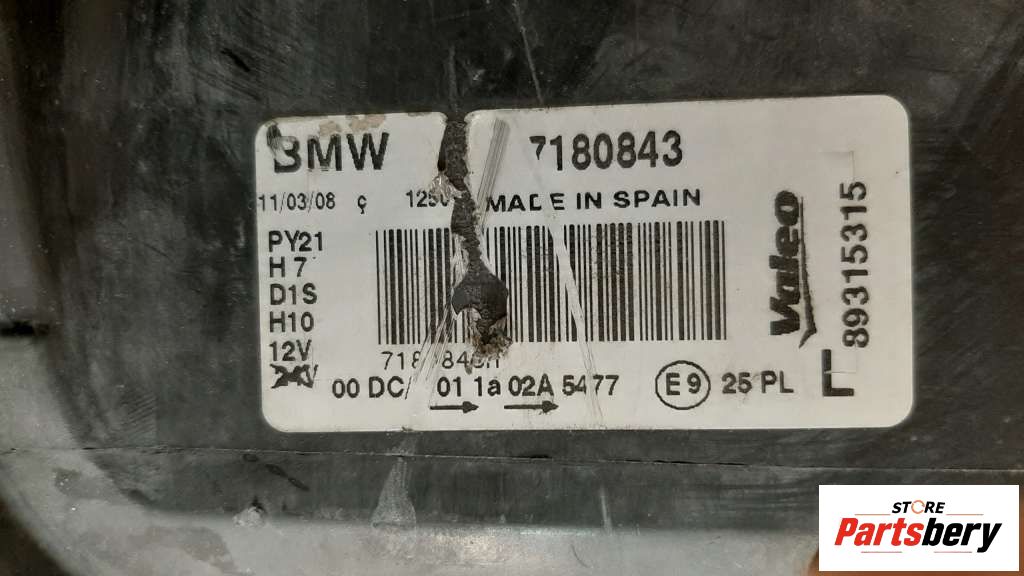 BMW 7180843
11/03/08 ç MADE IN SPAIN
PY21
H7
D1S
H10
12V
00 DC/ 01 1a 02A 5477 E9 25 PL
Valeo
L 89315315
STORE
Partsbery